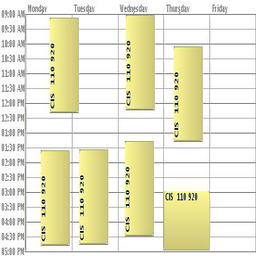 Monday Tuesday Wednesday Thursday Friday
09:00 AM
09:30 AM
10:00 AM
10:30 AM
11:00 AM
11:30 AM
12:00 PM
12:30 PM
01:00 PM
01:30 PM
02:00 PM
02:30 PM
03:00 PM
03:30 PM
04:00 PM
04:30 PM
05:00 PM
CIS 110 920
CIS 110 920
CIS 110 920
CIS 110 920
CIS 110 920
CIS 110 920
CIS 110 920